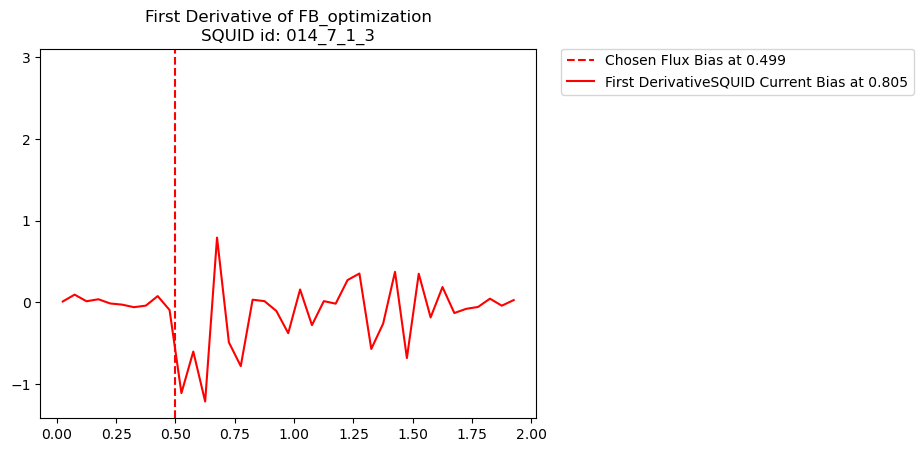 First Derivative of FB_optimization
SQUID id: 014_7_1_3
Chosen Flux Bias at 0.499
First DerivativeSQUID Current Bias at 0.805
3
2
1
0
−1
0.00 0.25 0.50 0.75 1.00 1.25 1.50 1.75 2.00